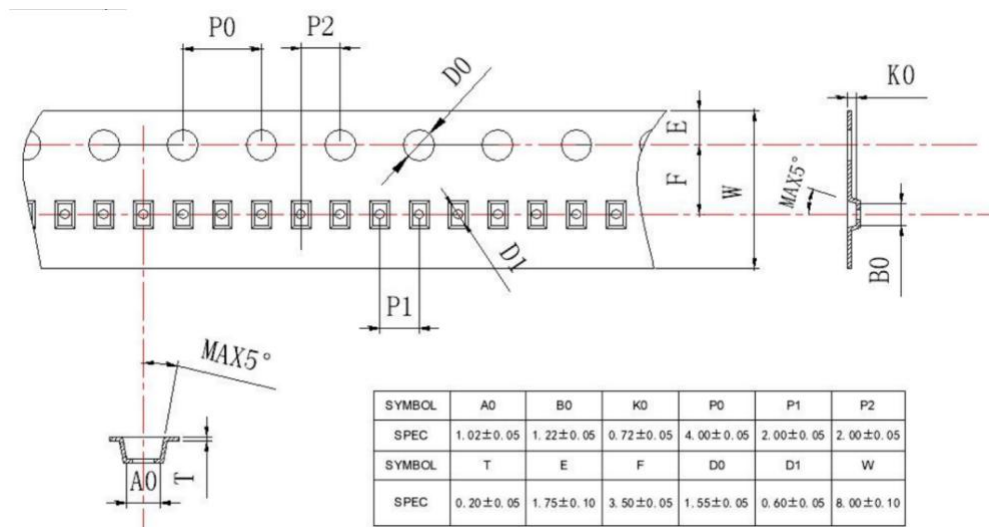 P0 P2
D0
K0
E
F
W
MAX5°
B0
D1
P1
MAX5°
A0
T
SYMBOL A0 B0 K0 P0 P1 P2
SPEC 1.02±0.05 1.22±0.05 0.72±0.05 4.00±0.05 2.00±0.05 2.00±0.05
SYMBOL T E F D0 D1 W
SPEC 0.20±0.05 1.75±0.10 3.50±0.05 1.55±0.05 0.60±0.05 8.00±0.10